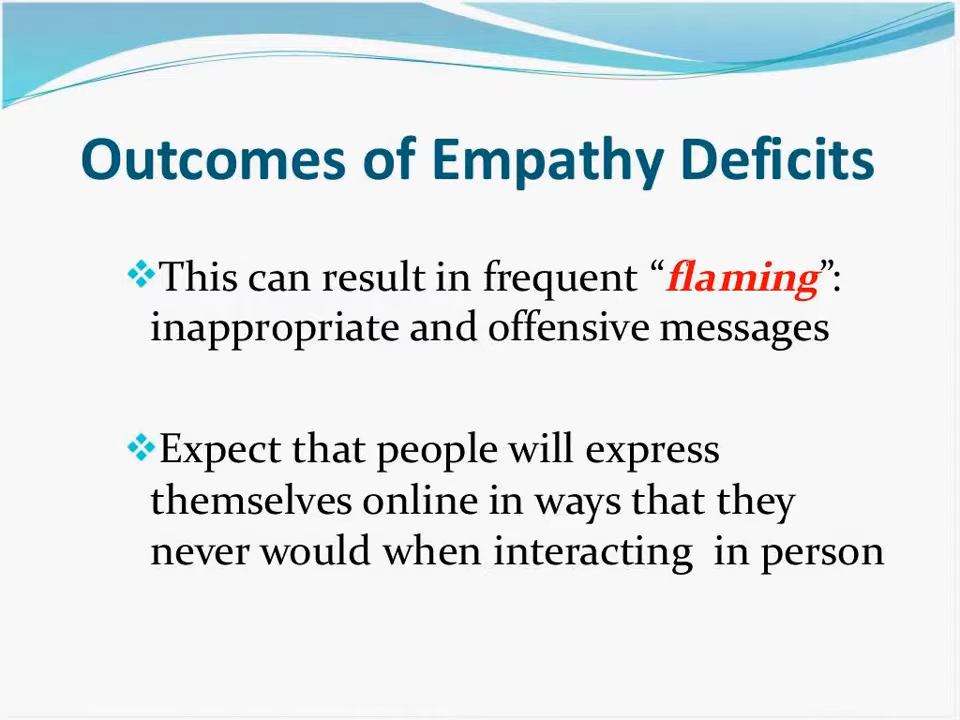 Outcomes of Empathy Deficits
❖This can result in frequent “flaming”:
inappropriate and offensive messages
❖Expect that people will express
themselves online in ways that they
never would when interacting  in person